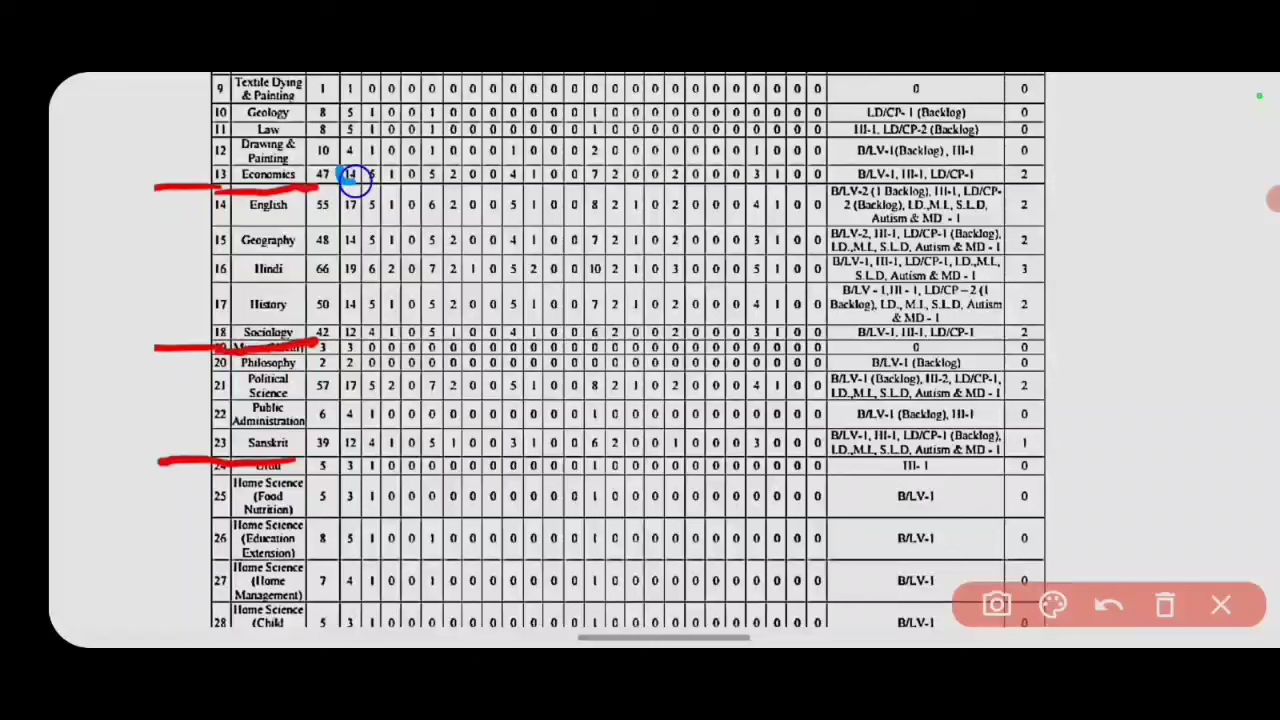 9 Textile Dying & Painting 1 1 0 0 0 0 0 0 0 0 0 0 0 0 0 0 0 0 0 0 0 0 0 0 0 0 0
10 Geology 8 5 1 0 0 1 0 0 0 0 0 0 0 1 0 0 0 0 0 0 0 0 0 0 0 LD/CP- 1 (Backlog) 0
11 Law 8 5 1 0 0 1 0 0 0 0 0 0 0 1 0 0 0 0 0 0 0 0 0 0 0 III-1, LD/CP-2 (Backlog) 0
12 Drawing & Painting 10 4 1 0 0 1 0 0 0 1 0 0 0 2 0 0 0 0 0 0 0 1 0 0 0 B/LV-1(Backlog) , III-1 0
13 Economics 47 14 5 1 0 5 2 0 0 4 1 0 0 7 2 0 0 2 0 0 0 3 1 0 0 B/LV-1, III-1, LD/CP-1 2
14 English 55 17 5 1 0 6 2 0 0 5 1 0 0 8 2 1 0 2 0 0 0 4 1 0 0 B/LV-2 (1 Backlog), III-1, LD/CP-2 (Backlog), I.D.,M.I., S.L.D, Autism & MD - 1 2
15 Geography 48 14 5 1 0 5 2 0 0 4 1 0 0 7 2 1 0 2 0 0 0 3 1 0 0 B/LV-2, III-1, LD/CP-1 (Backlog), I.D.,M.I., S.L.D, Autism & MD - 1 2
16 Hindi 66 19 6 2 0 7 2 1 0 5 2 0 0 10 2 1 0 3 0 0 0 5 1 0 0 B/LV-1, III-1, LD/CP-1, I.D.,M.I., S.L.D, Autism & MD - 1 3
17 History 50 14 5 1 0 5 2 0 0 5 1 0 0 7 2 1 0 2 0 0 0 4 1 0 0 B/LV - 1,III - 1, LD/CP – 2 (1 Backlog), I.D., M.I., S.L.D, Autism & MD - 1 2
18 Sociology 42 12 4 1 0 5 1 0 0 4 1 0 0 6 2 0 0 2 0 0 0 3 1 0 0 B/LV-1, III-1, LD/CP-1 2
3 3 0 0 0 0 0 0 0 0 0 0 0 0 0 0 0 0 0 0 0 0 0 0 0 0 0
20 Philosophy 2 2 0 0 0 0 0 0 0 0 0 0 0 0 0 0 0 0 0 0 0 0 0 0 0 B/LV-1 (Backlog) 0
21 Political Science 57 17 5 2 0 7 2 0 0 5 1 0 0 8 2 1 0 2 0 0 0 4 1 0 0 B/LV-1 (Backlog), III-2, LD/CP-1, I.D.,M.I., S.L.D, Autism & MD - 1 2
22 Public Administration 6 4 1 0 0 0 0 0 0 0 0 0 0 1 0 0 0 0 0 0 0 0 0 0 0 B/LV-1 (Backlog), III-1 0
23 Sanskrit 39 12 4 1 0 5 1 0 0 3 1 0 0 6 2 0 0 1 0 0 0 3 0 0 0 B/LV-1, III-1, LD/CP-1 (Backlog), I.D.,M.I., S.L.D, Autism & MD - 1 1
24 5 3 1 0 0 0 0 0 0 0 0 0 0 1 0 0 0 0 0 0 0 0 0 0 0 III- 1 0
25 Home Science (Food Nutrition) 5 3 1 0 0 0 0 0 0 0 0 0 0 1 0 0 0 0 0 0 0 0 0 0 0 B/LV-1 0
26 Home Science (Education Extension) 8 5 1 0 0 1 0 0 0 0 0 0 0 1 0 0 0 0 0 0 0 0 0 0 0 B/LV-1 0
27 Home Science (Home Management) 7 4 1 0 0 1 0 0 0 0 0 0 0 1 0 0 0 0 0 0 0 0 0 0 0 B/LV-1 0
28 Home Science (Child 5 3 1 0 0 0 0 0 0 0 0 0 0 1 0 0 0 0 0 0 0 0 0 0 0 B/LV-1 0